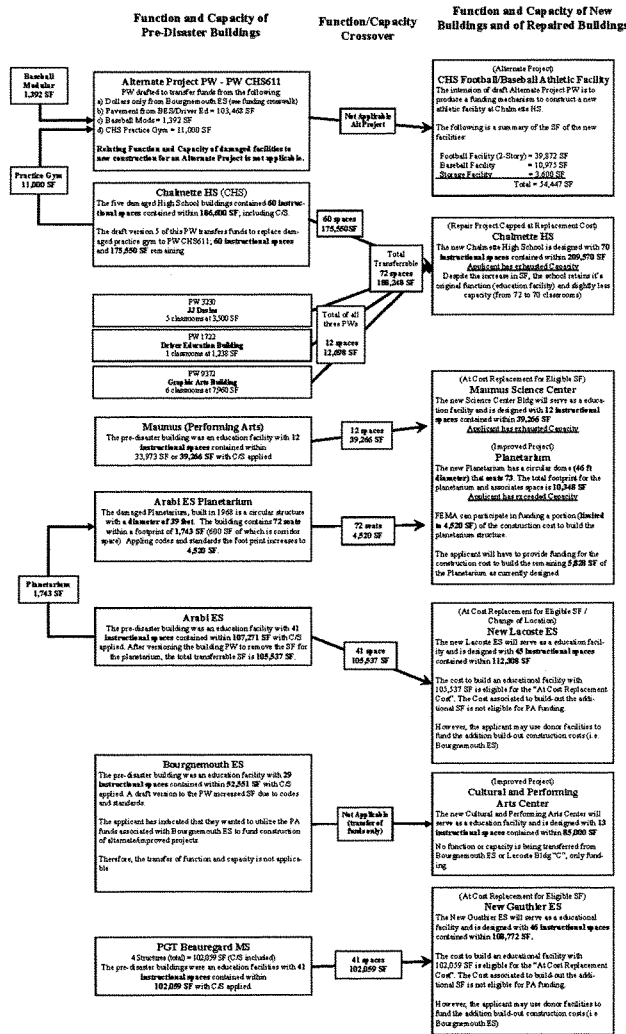 Function and Capacity of
Pre-Disaster Buildings
Function/Capacity
Crossover
Function and Capacity of New
Buildings and of Repaired Buildings
Baseball
Modular
1,392 SF
Practice Gym
11,000 SF
Alternate Project PW - PW CHS611
PW drafted to transfer funds from the following:
a) Dollars only from Bourgnemouth ES (see funding crosswalk)
b) Pavement from BES/Driver Ed = 103,463 SF
c) Baseball Mods = 1,392 SF
d) CHS Practice Gym = 11,000 SF
Relating Function and Capacity of damaged facilities to
new construction for an Alternate Project is not applicable.
Not Applicable
Alt Project
(Alternate Project)
CHS Football/Baseball Athletic Facility
The intension of draft Alternate Project PW is to
produce a funding mechanism to construct a new
athletic facility at Chalmette HS.
The following is a summary of the SF of the new
facilities:
Football Facility (2-Story) = 39,872 SF
Baseball Facility = 10,975 SF
Storage Facility = 3,600 SF
Total = 54,447 SF
Chalmette HS (CHS)
The five damaged High School buildings contained 60 instruc-
tional spaces contained within 186,600 SF, including C/S.
The draft version 5 of this PW transfers funds to replace dam-
aged practice gym to PW CHS611; 60 instructional spaces
and 175,550 SF remaining
60 spaces
175,550 SF
Total
Transferrable
72 spaces
188,248 SF
(Repair Project Capped at Replacement Cost)
Chalmette HS
The new Chalmette High School is designed with 70
instructional spaces contained within 209,570 SF
Applicant has exhausted Capacity
Despite the increase in SF, the school retains it's
original function (education facility) and slightly less
capacity (from 72 to 70 classrooms)
PW 3230
JJ Davies
5 classrooms at 3,500 SF
PW 1722
Driver Education Building
1 classrooms at 1,238 SF
PW 9372
Graphic Arts Building
6 classrooms at 7,960 SF
Total of all
three PWs
12 spaces
12,698 SF
Maumus (Performing Arts)
The pre-disaster building was an education facility with 12
instructional spaces contained within
33,973 SF or 39,266 SF with C/S applied
12 spaces
39,266 SF
(At Cost Replacement for Eligible SF)
Maumus Science Center
The new Science Center Bldg will serve as a educa-
tion facility and is designed with 12 instructional
spaces contained within 39,266 SF
Applicant has exhausted Capacity
(Improved Project)
Planetarium
The new Planetarium has a circular dome (46 ft
diameter) that seats 73. The total footprint for the
planetarium and associates space is 10,348 SF
Applicant has exceeded Capacity
FEMA can participate in funding a portion (limited
to 4,520 SF) of the construction cost to build the
planetarium structure.
The applicant will have to provide funding for the
construction cost to build the remaining 5,828 SF of
the Planetarium as currently designed
Planetarium
1,743 SF
Arabi ES Planetarium
The damaged Planetarium, built in 1968 is a circular structure
with a diameter of 39 feet. The building contains 72 seats
within a footprint of 1,743 SF (600 SF of which is corridor
space) Applying codes and standards the foot print increases to
4,520 SF.
72 seats
4,520 SF
Arabi ES
The pre-disaster building was an education facility with 41
instructional spaces contained within 107,271 SF with C/S
applied. After versioning the building PW to remove the SF for
the planetarium, the total transferrable SF is 105,537 SF.
41 space
105,537 SF
(At Cost Replacement for Eligible SF /
Change of Location)
New Lacoste ES
The new Lacoste ES will serve as a education facil-
ity and is designed with 45 instructional spaces
contained within 112,308 SF
The cost to build an educational facility with
105,537 SF is eligible for the "At Cost Replacement
Cost". The Cost associated to build-out the addi-
tional SF is not eligible for PA funding.
However, the applicant may use donor facilities to
fund the addition build-out construction costs (i.e.
Bourgnemouth ES)
Bourgnemouth ES
The pre-disaster building was an education facility with 29
instructional spaces contained within 52,551 SF with C/S
applied. A draft version to the PW increased SF due to codes
and standards.
The applicant has indicated that they wanted to utilize the PA
funds associated with Bournemouth ES to fund construction
of alternate/improved projects.
Therefore, the transfer of function and capacity is not applica-
ble
Not Applicable
(transfer of
funds only)
(Improved Project)
Cultural and Performing
Arts Center
The new Cultural and Performing Arts Center will
serve as a education facility and is designed with 13
instructional spaces contained within 85,000 SF
No function or capacity is being transferred from
Bourgnemouth ES or Lacoste Bldg "C", only fund-
ing.
PGT Beauregard MS
4 Structures (total) = 102,059 SF (C/S included)
The pre-disaster buildings were an education facilities with 41
instructional spaces contained within
102,059 SF with C/S applied
41 spaces
102,059 SF
(At Cost Replacement for Eligible SF)
New Gauthier ES
The New Guathier ES will serve as a educational
facility and is designed with 46 instructional spaces
contained within 108,772 SF.
The cost to build an educational facility with
102,059 SF is eligible for the "At Cost Replacement
Cost". The Cost associated to build-out the addi-
tional SF is not eligible for PA funding.
However, the applicant may use donor facilities to
fund the addition build-out construction costs (i.e
Bourgnemouth ES)